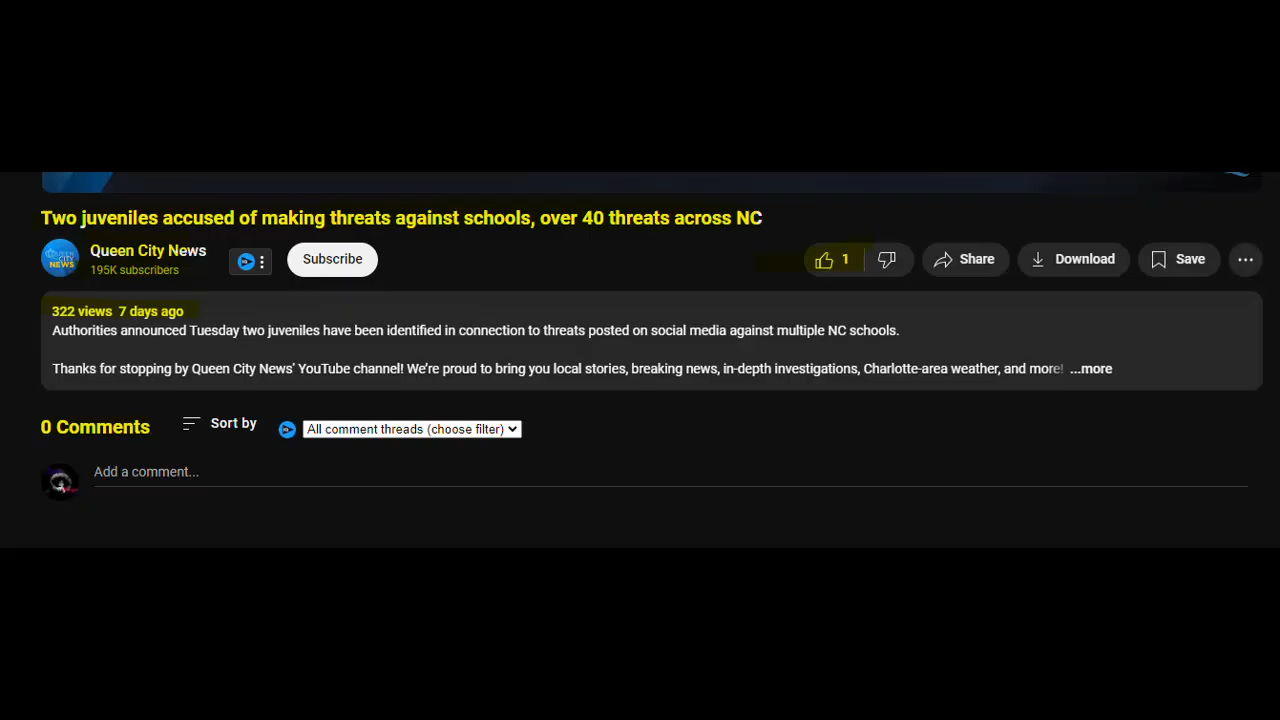 Two juveniles accused of making threats against schools, over 40 threats across NC
QUEEN CITY NEWS
Queen City News
195K subscribers
Subscribe
1
Share
Download
Save
322 views 7 days ago
Authorities announced Tuesday two juveniles have been identified in connection to threats posted on social media against multiple NC schools.
Thanks for stopping by Queen City News' YouTube channel! We're proud to bring you local stories, breaking news, in-depth investigations, Charlotte-area weather, and more! ...more
0 Comments
Sort by
All comment threads (choose filter)
Add a comment...